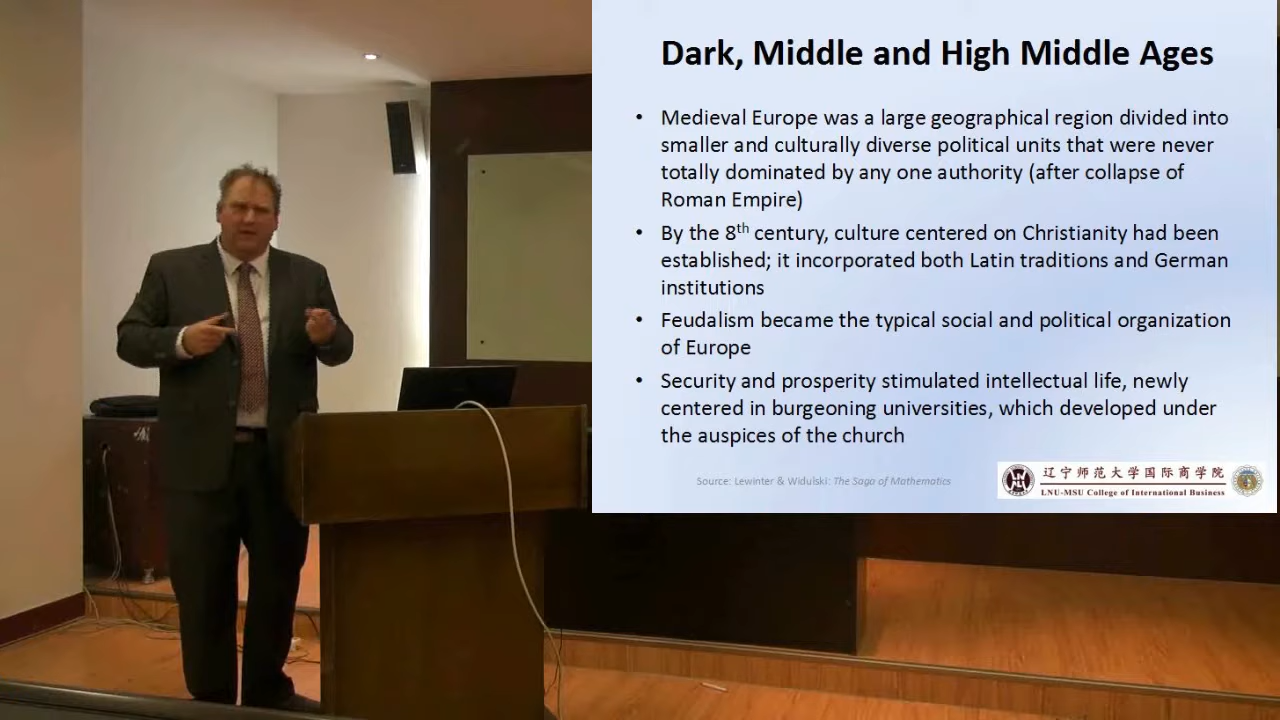 Dark, Middle and High Middle Ages
• Medieval Europe was a large geographical region divided into
smaller and culturally diverse political units that were never
totally dominated by any one authority (after collapse of
Roman Empire)
• By the 8th century, culture centered on Christianity had been
established; it incorporated both Latin traditions and German
institutions
• Feudalism became the typical social and political organization
of Europe
• Security and prosperity stimulated intellectual life, newly
centered in burgeoning universities, which developed under
the auspices of the church
Source: Lewinter & Widulski: The Saga of Mathematics
辽宁师范大学国际商学院
LNU-MSU College of International Business